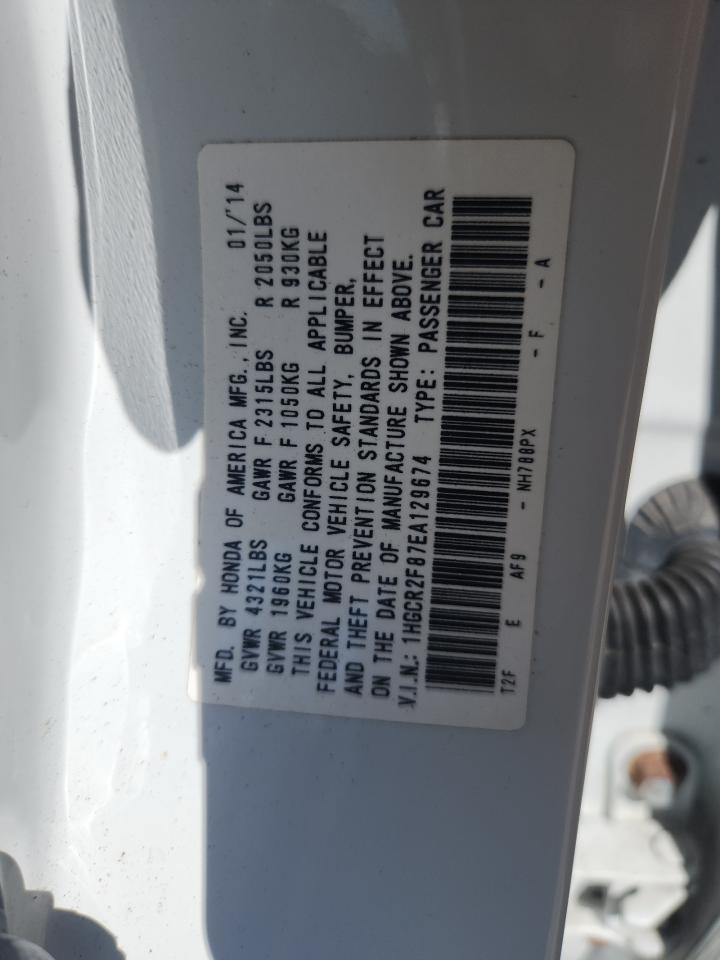 MFD. BY HONDA OF AMERICA MFG., INC. 01/'14
GVWR 4321LBS GAWR F 2315LBS R 2050LBS
GVWR 1960KG GAWR F 1050KG R 930KG
THIS VEHICLE CONFORMS TO ALL APPLICABLE
FEDERAL MOTOR VEHICLE SAFETY, BUMPER,
AND THEFT PREVENTION STANDARDS IN EFFECT
ON THE DATE OF MANUFACTURE SHOWN ABOVE.
V.I.N.: 1HGCR2F87EA129674 TYPE: PASSENGER CAR
T2F E AF9 - NH788PX - F - A